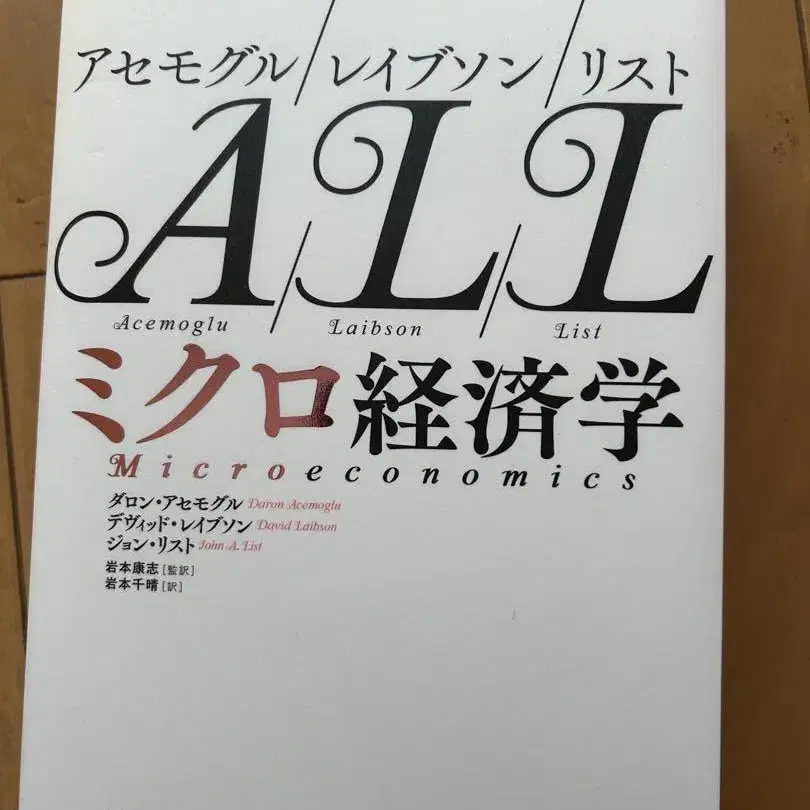 アセモグル/レイブソン/リスト
A/L/L
Acemoglu / Laibson / List
ミクロ経済学
Microeconomics
ダロン・アセモグル Daron Acemoglu
デヴィッド・レイブソン David Laibson
ジョン・リスト John A. List
岩本康志[監訳]
岩本千晴[訳]